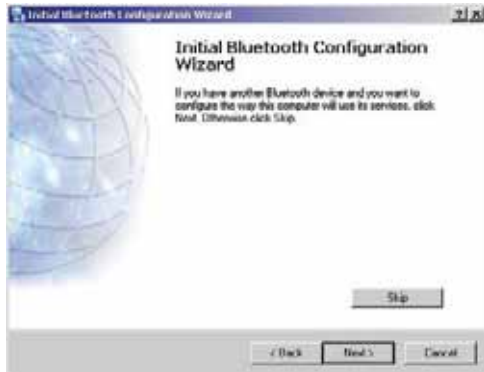 Initial Bluetooth Configuration Wizard
Initial Bluetooth Configuration
Wizard
If you have another Bluetooth device and you want to
configure the way this computer will use its services, click
Next. Otherwise click Skip.
Skip
< Back Next > Cancel